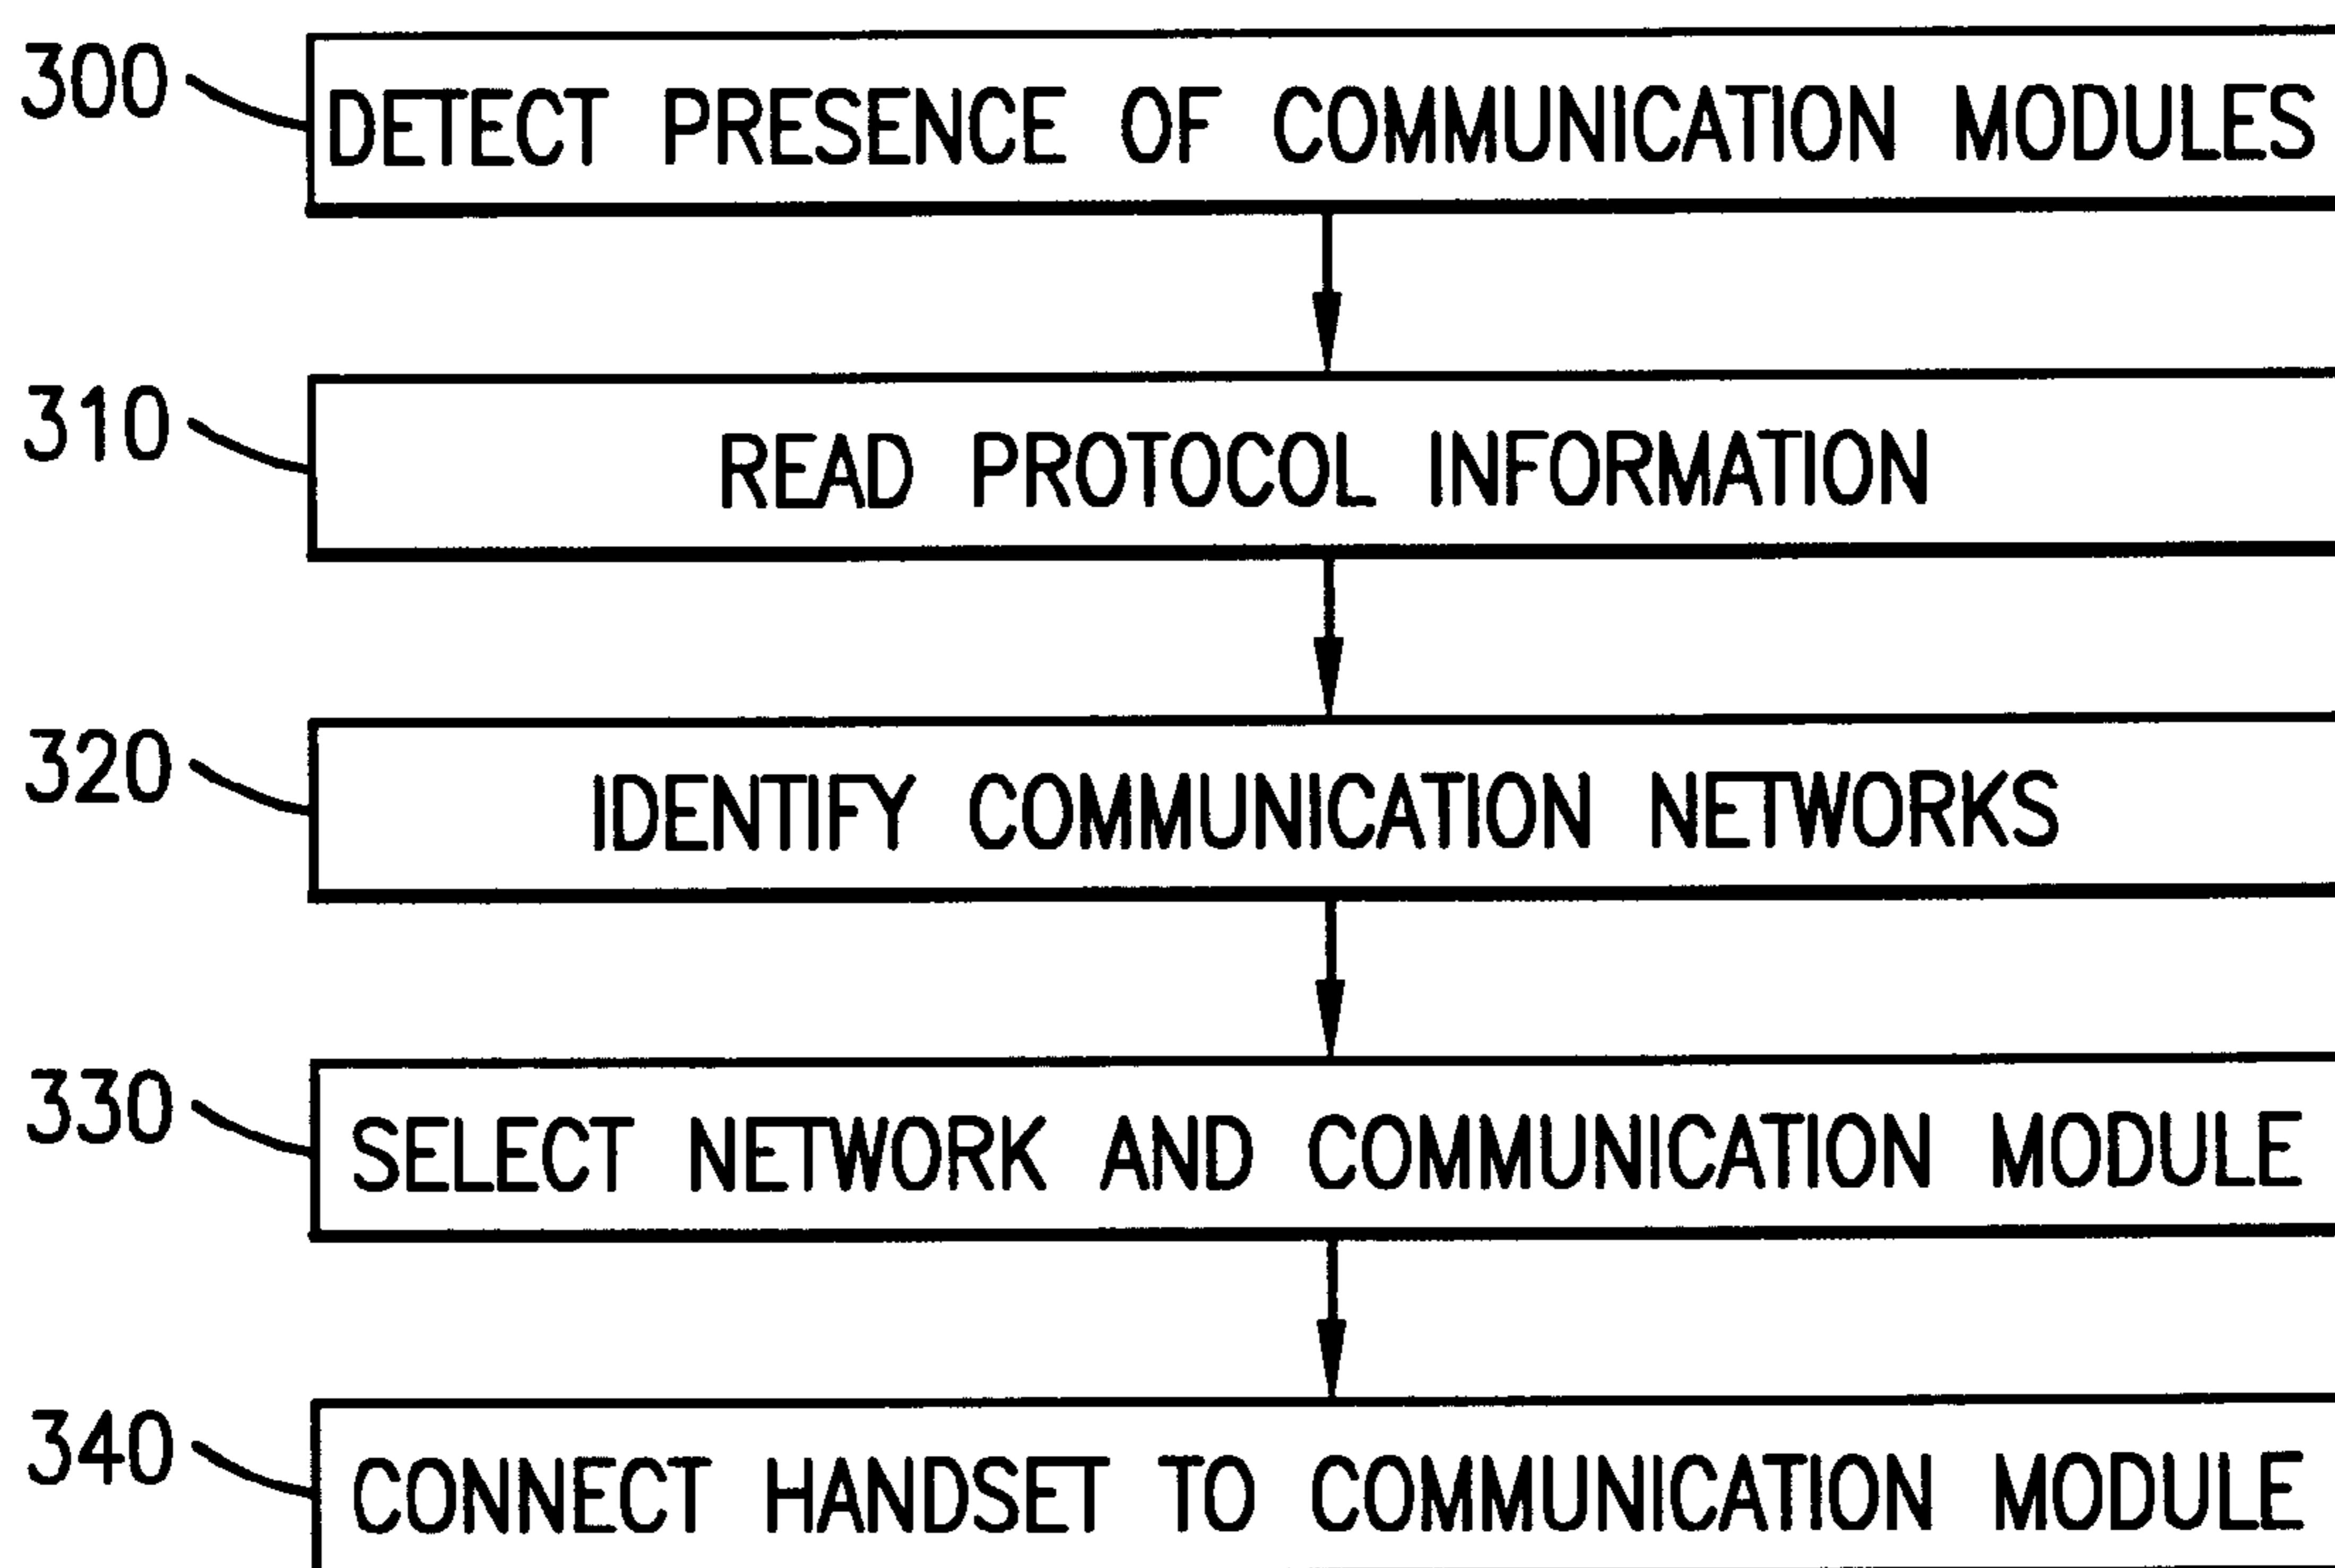 300
DETECT PRESENCE OF COMMUNICATION MODULES
310
READ PROTOCOL INFORMATION
320
IDENTIFY COMMUNICATION NETWORKS
330
SELECT NETWORK AND COMMUNICATION MODULE
340
CONNECT HANDSET TO COMMUNICATION MODULE